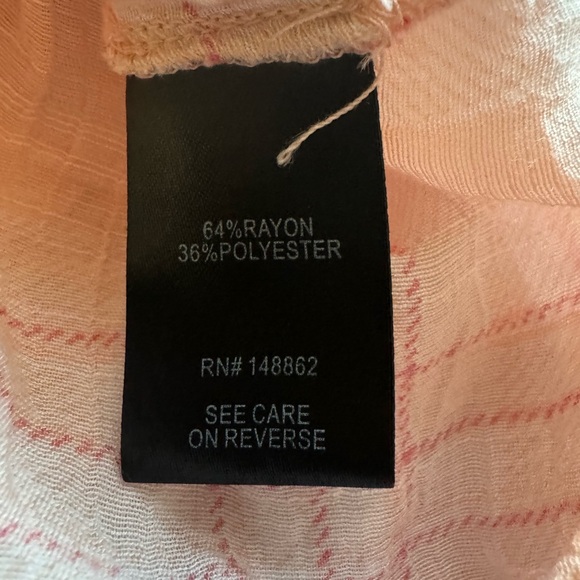 64%RAYON
36%POLYESTER
RN# 148862
SEE CARE
ON REVERSE